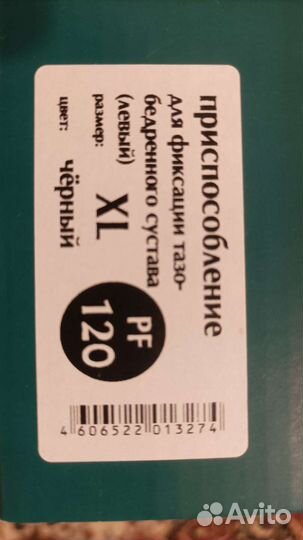 приспособление
для фиксации тазо-
бедренного сустава
(левый)
размер: XL
цвет: чёрный
PF
120
4 606522 013274
Avito